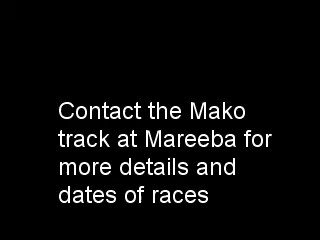 Contact the Mako
track at Mareeba for
more details and
dates of races